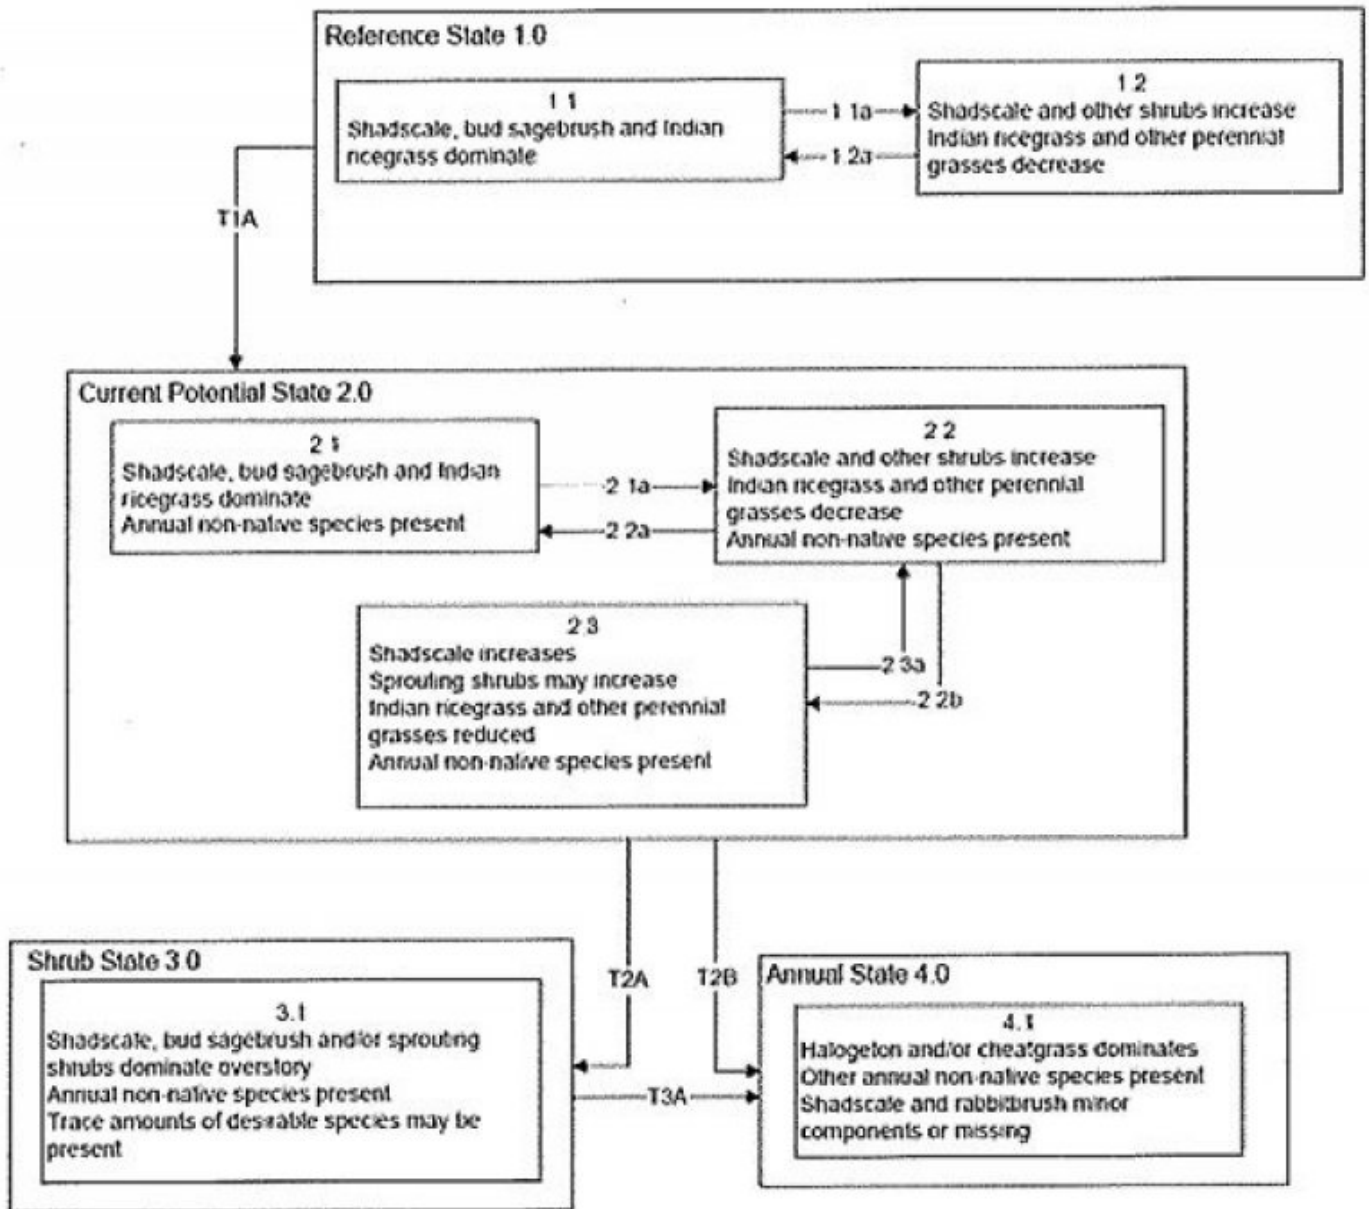 Reference State 1.0
1 1
Shadscale, bud sagebrush and Indian
ricegrass dominate
1 1a
1.2a
1 2
Shadscale and other shrubs increase
Indian ricegrass and other perennial
grasses decrease
T1A
Current Potential State 2.0
2 1
Shadscale, bud sagebrush and Indian
ricegrass dominate
Annual non-native species present
2 1a
2 2a
2 2
Shadscale and other shrubs increase
Indian ricegrass and other perennial
grasses decrease
Annual non-native species present
2 3
Shadscale increases
Sprouting shrubs may increase
Indian ricegrass and other perennial
grasses reduced
Annual non-native species present
2 3a
2 2b
T2A
T2B
Shrub State 3 0
3.1
Shadscale, bud sagebrush and/or sprouting
shrubs dominate overstory
Annual non-native species present
Trace amounts of desirable species may be
present
T3A
Annual State 4.0
4.1
Halogeton and/or cheatgrass dominates
Other annual non-native species present
Shadscale and rabbitbrush minor
components or missing